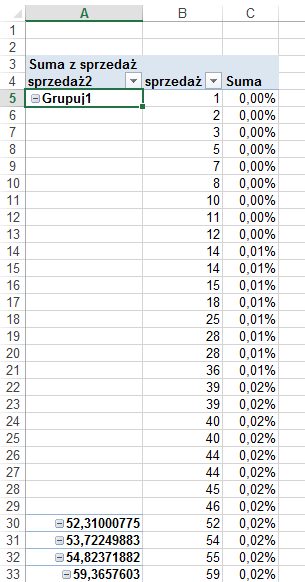 A B C
1
2
3 Suma z sprzedaż
4 sprzedaż2 sprzedaż Suma
5 Grupuj1 1 0,00%
6 2 0,00%
7 3 0,00%
8 5 0,00%
9 7 0,00%
10 8 0,00%
11 10 0,00%
12 11 0,00%
13 12 0,00%
14 14 0,01%
15 14 0,01%
16 15 0,01%
17 18 0,01%
18 25 0,01%
19 28 0,01%
20 28 0,01%
21 36 0,01%
22 39 0,02%
23 39 0,02%
24 40 0,02%
25 40 0,02%
26 44 0,02%
27 44 0,02%
28 45 0,02%
29 46 0,02%
30 52,31000775 52 0,02%
31 53,72249883 54 0,02%
32 54,82371882 55 0,02%
33 59,3657603 59 0,02%